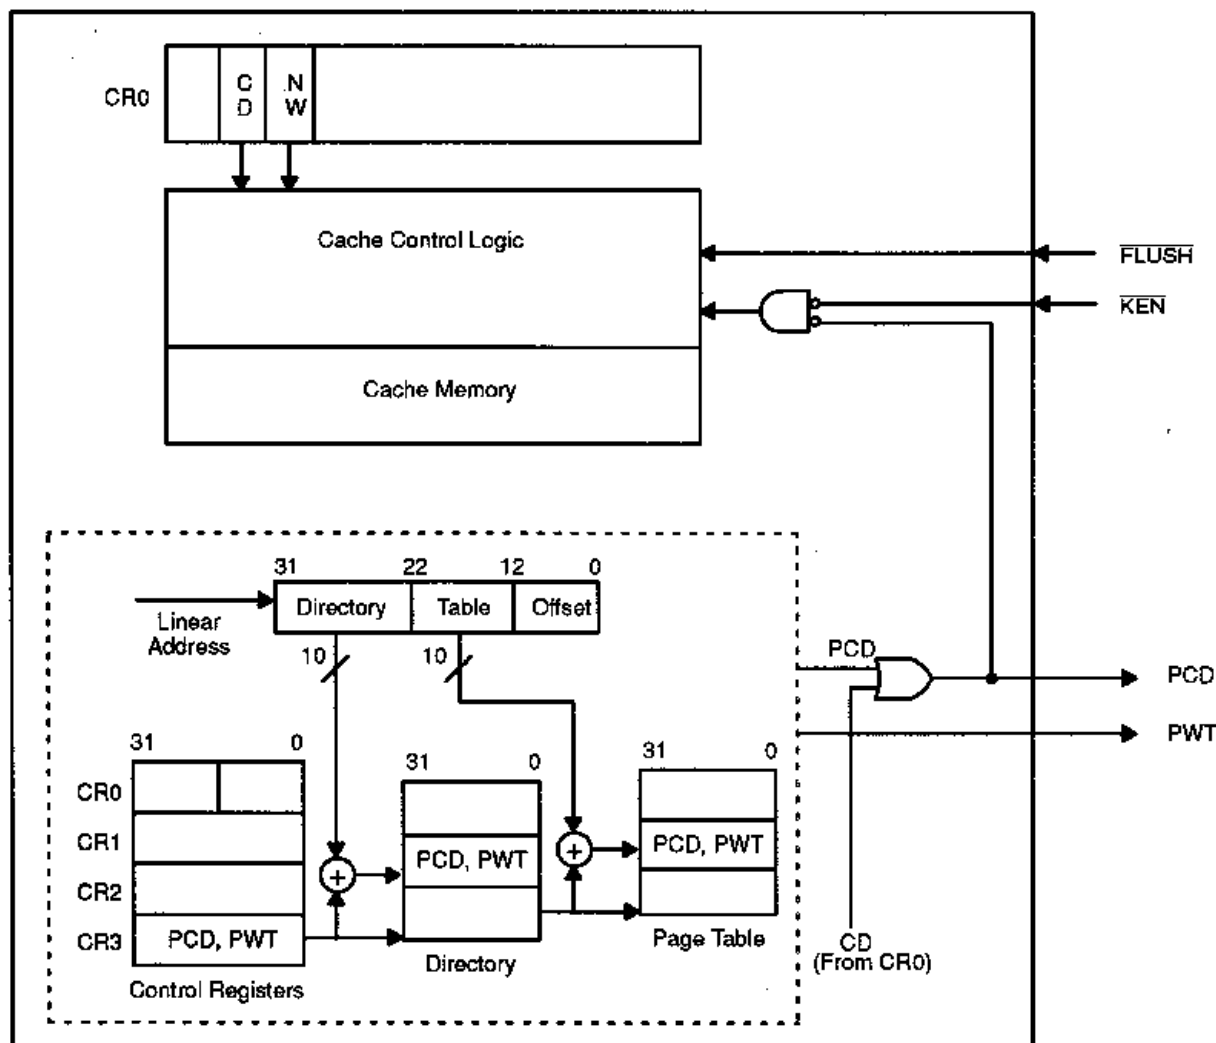 CR0
C
D
N
W
Cache Control Logic
FLUSH
KEN
Cache Memory
31 22 12 0
Directory Table Offset
Linear
Address
10 10
PCD
PCD
PWT
31 0
31 0
31 0
CR0
CR1
CR2
CR3
PCD, PWT
PCD, PWT
PCD, PWT
Control Registers
Directory
Page Table
CD
(From CR0)